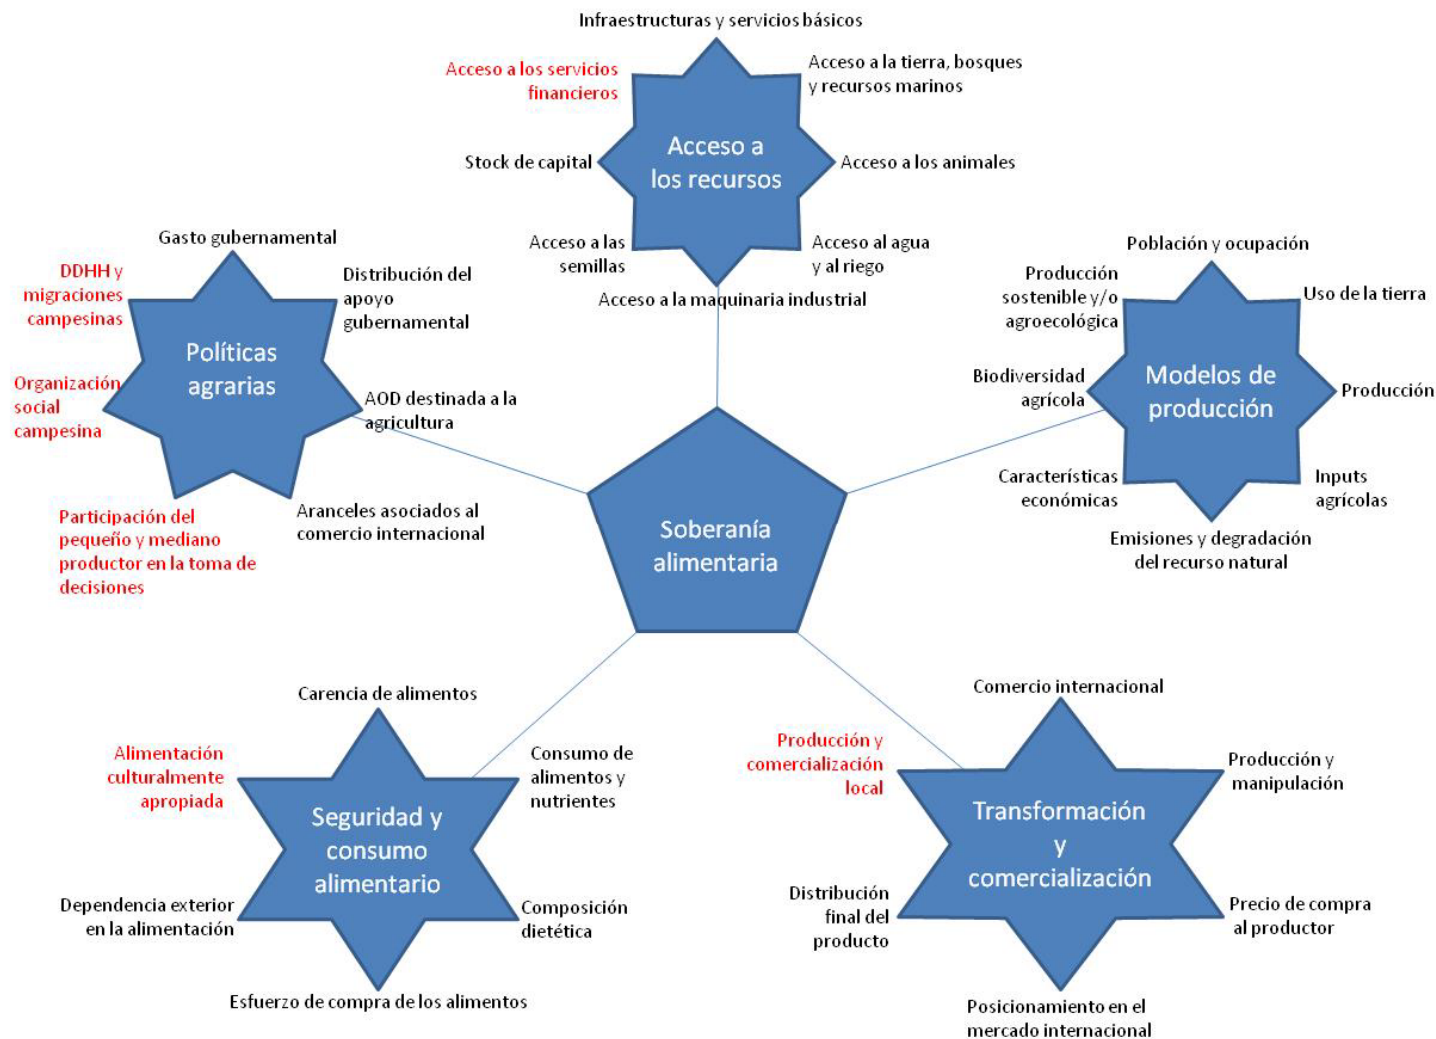 Infraestructuras y servicios básicos
Acceso a los servicios
financieros
Acceso a la tierra, bosques
y recursos marinos
Acceso a
los recursos
Stock de capital
Acceso a los animales
Acceso a las
semillas
Acceso al agua
y al riego
Acceso a la maquinaria industrial
Gasto gubernamental
DDHH y
migraciones
campesinas
Distribución del
apoyo
gubernamental
Políticas
agrarias
Organización
social
campesina
AOD destinada a la
agricultura
Participación del
pequeño y mediano
productor en la toma de
decisiones
Aranceles asociados al
comercio internacional
Población y ocupación
Producción
sostenible y/o
agroecológica
Uso de la tierra
Biodiversidad
agrícola
Modelos de
producción
Producción
Características
económicas
Inputs
agrícolas
Emisiones y degradación
del recurso natural
Soberanía
alimentaria
Carencia de alimentos
Alimentación
culturalmente
apropiada
Consumo de
alimentos y
nutrientes
Seguridad y
consumo
alimentario
Dependencia exterior
en la alimentación
Composición
dietética
Esfuerzo de compra de los alimentos
Comercio internacional
Producción y
comercialización
local
Producción y
manipulación
Transformación
y
comercialización
Distribución
final del
producto
Precio de compra
al productor
Posicionamiento en el
mercado internacional